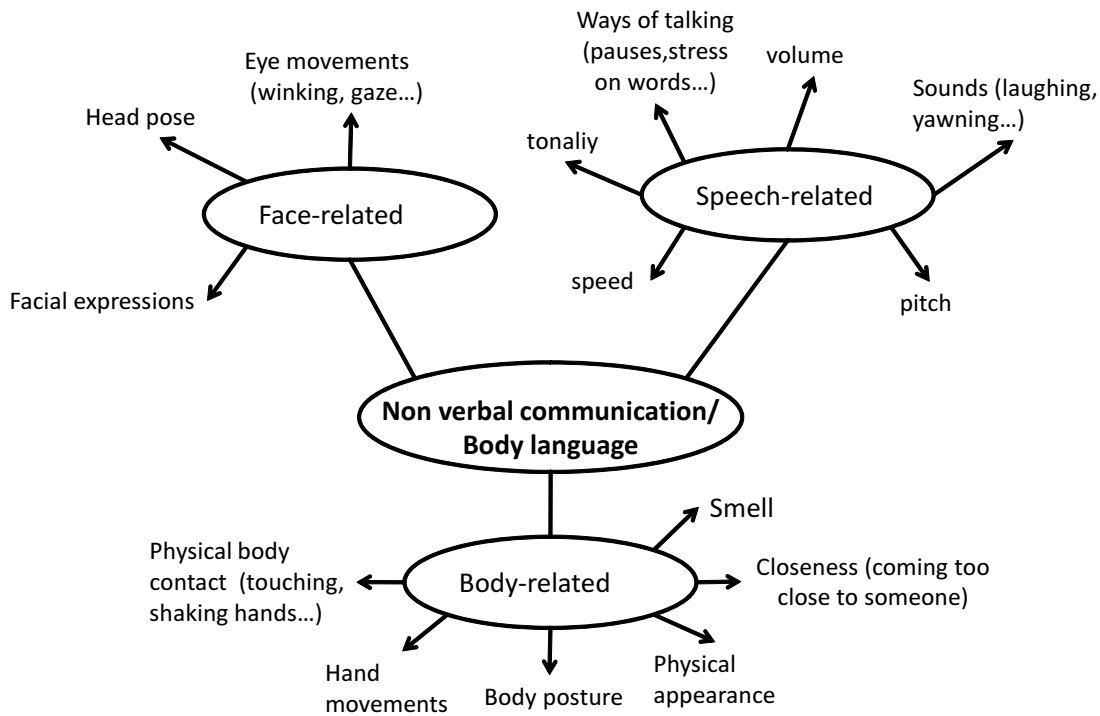 Ways of talking
(pauses,stress
on words…)
volume
Eye movements
(winking, gaze…)
Sounds (laughing,
yawning…)
Head pose
tonaliy
Face-related
Speech-related
Facial expressions
speed
pitch
Non verbal communication/
Body language
Smell
Physical body
contact (touching,
shaking hands…)
Body-related
Closeness (coming too
close to someone)
Hand
movements
Body posture
Physical
appearance